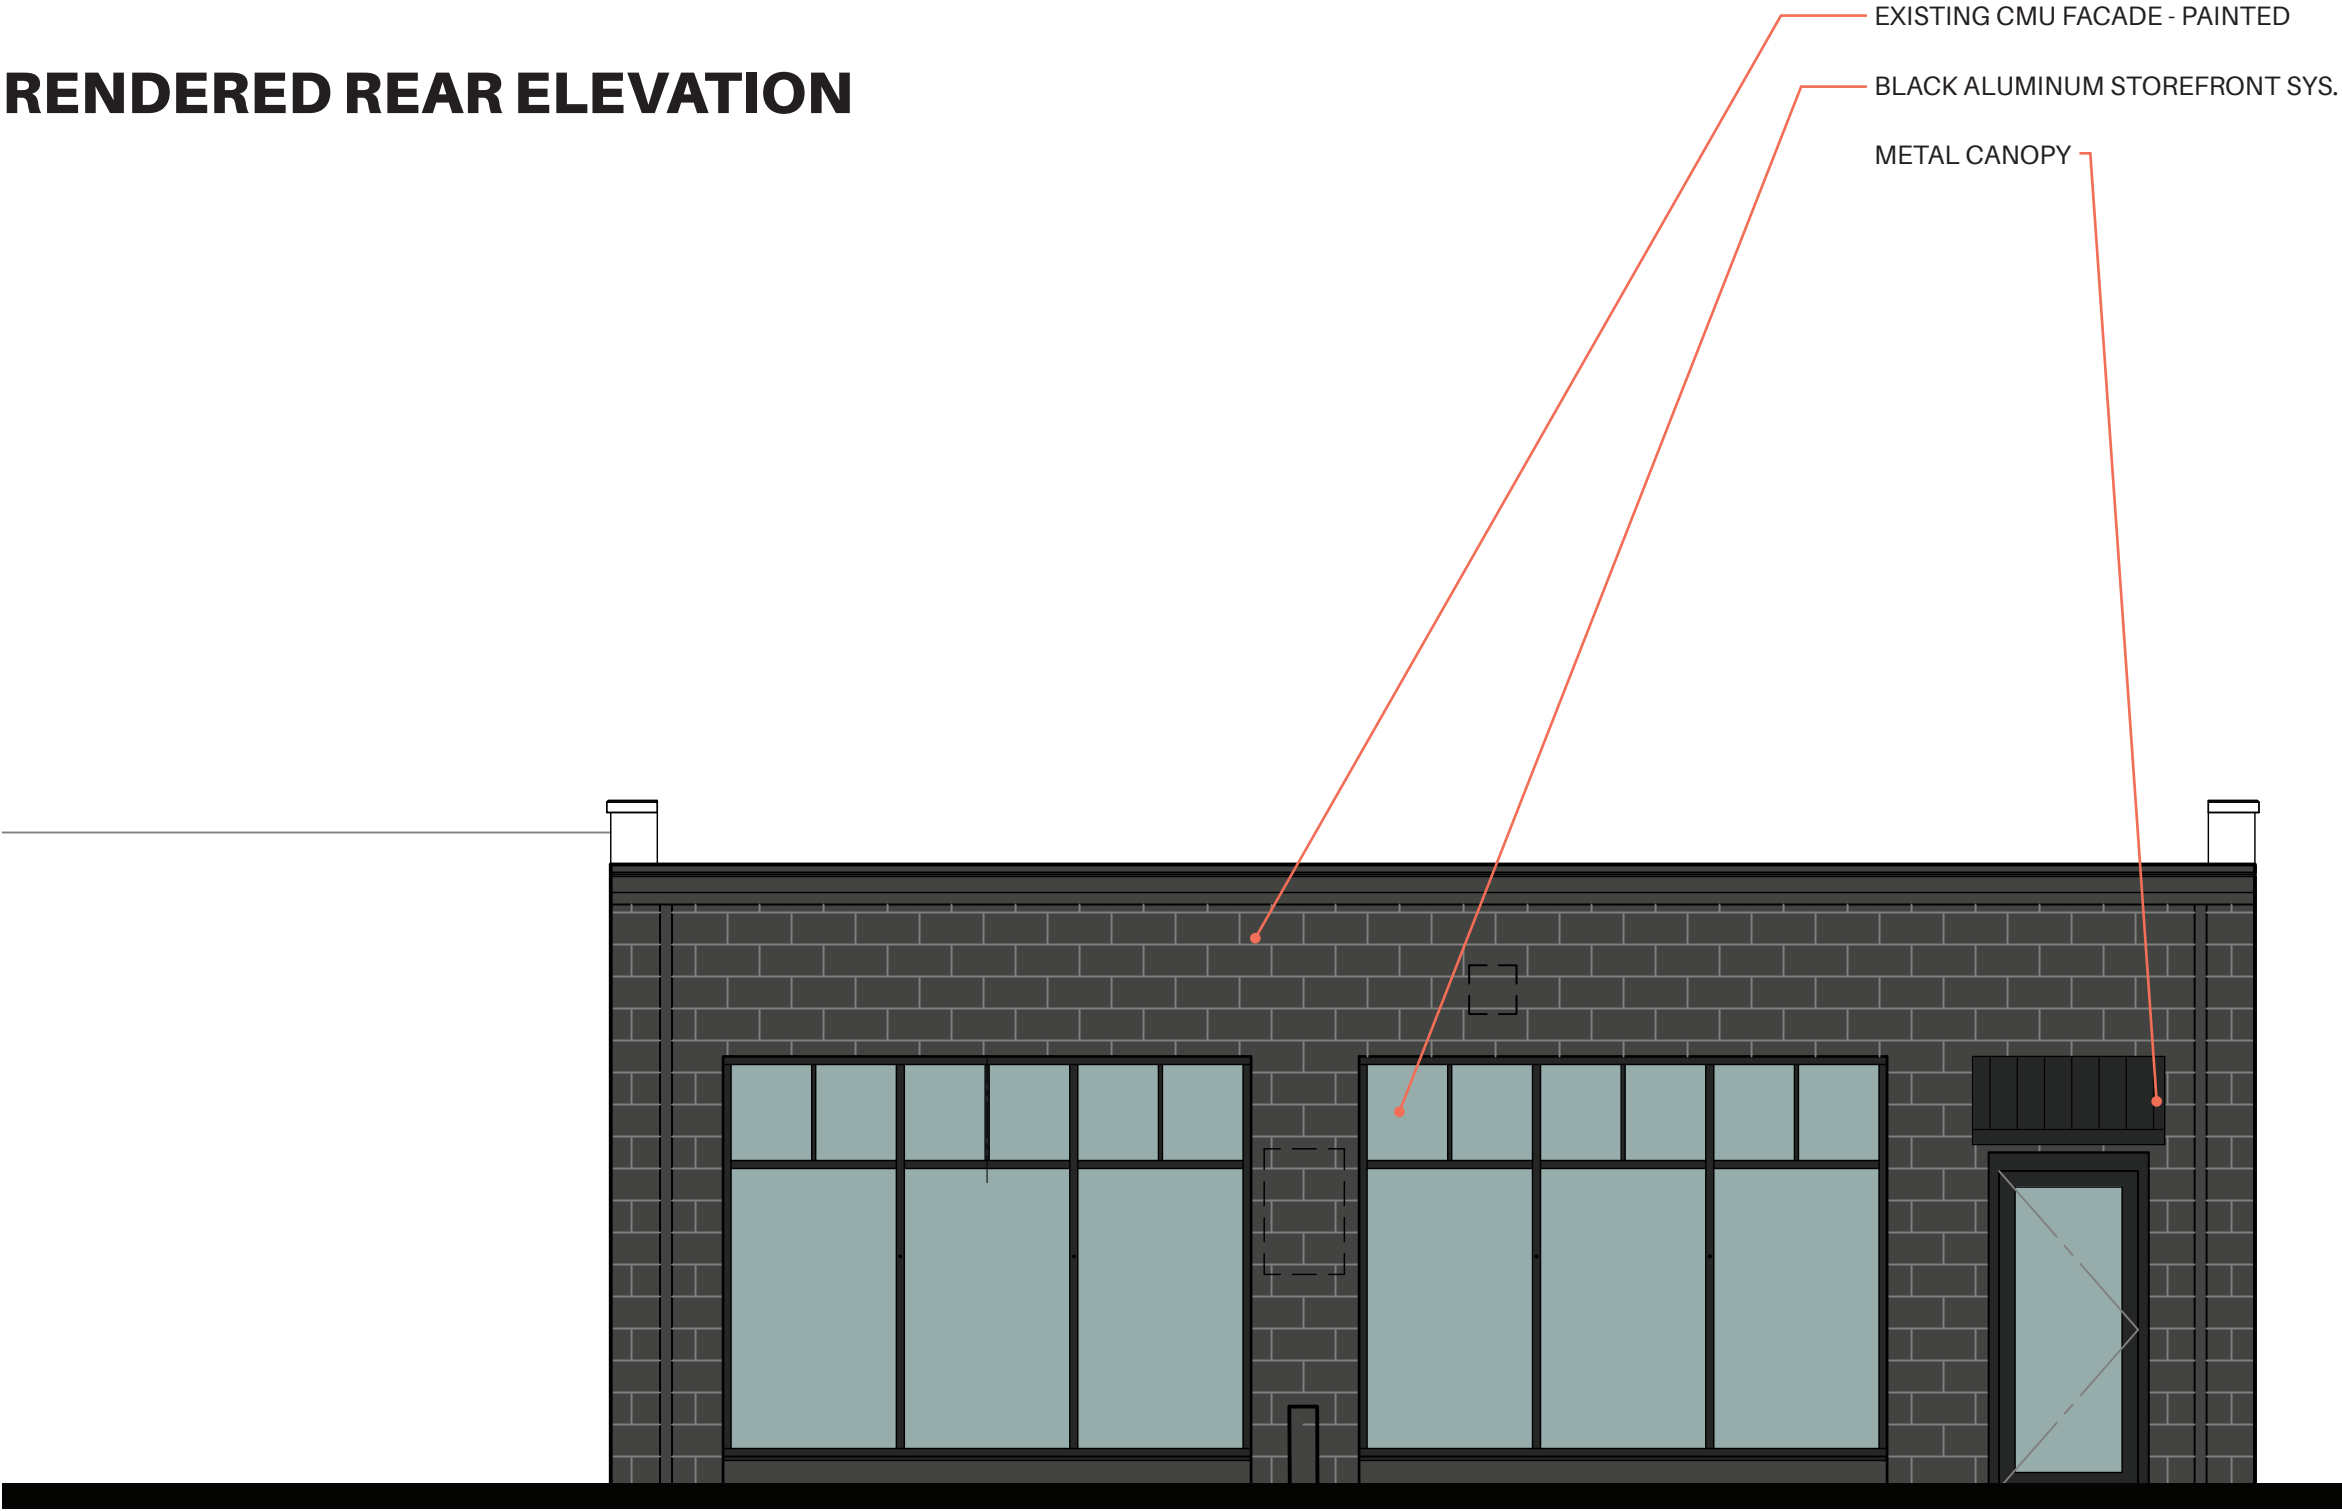 EXISTING CMU FACADE - PAINTED
RENDERED REAR ELEVATION
BLACK ALUMINUM STOREFRONT SYS.
METAL CANOPY